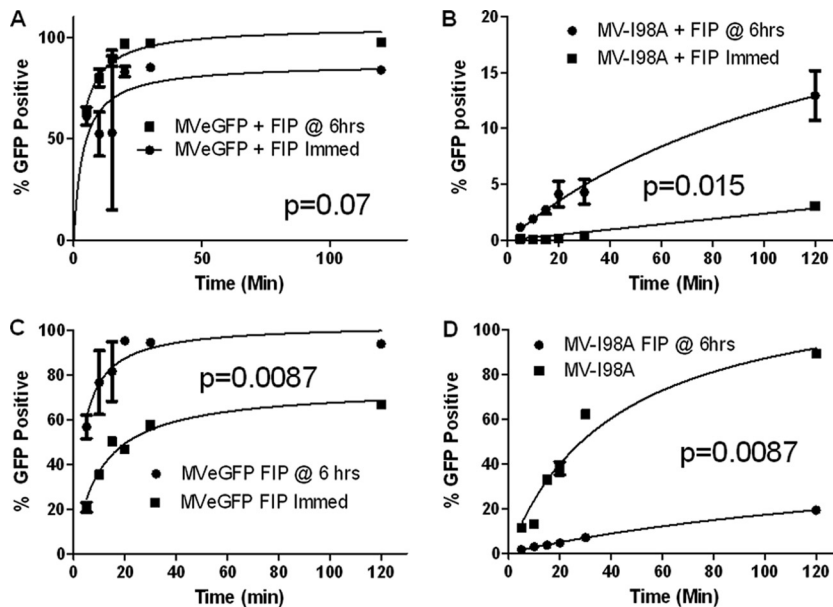 A
% GFP Positive
100
50
0
MVeGFP + FIP @ 6hrs
MVeGFP + FIP Immed
p=0.07
0
50
100
Time (Min)
B
% GFP positive
20
15
10
5
0
MV-I98A + FIP @ 6hrs
MV-I98A + FIP Immed
p=0.015
0
20
40
60
80
100
120
Time (Min)
C
% GFP Positive
100
80
60
40
20
0
p=0.0087
MVeGFP FIP @ 6 hrs
MVeGFP FIP Immed
0
20
40
60
80
100
120
Time (min)
D
% GFP Positive
100
80
60
40
20
0
MV-I98A FIP @ 6hrs
MV-I98A
p=0.0087
0
20
40
60
80
100
120
Time (Min)